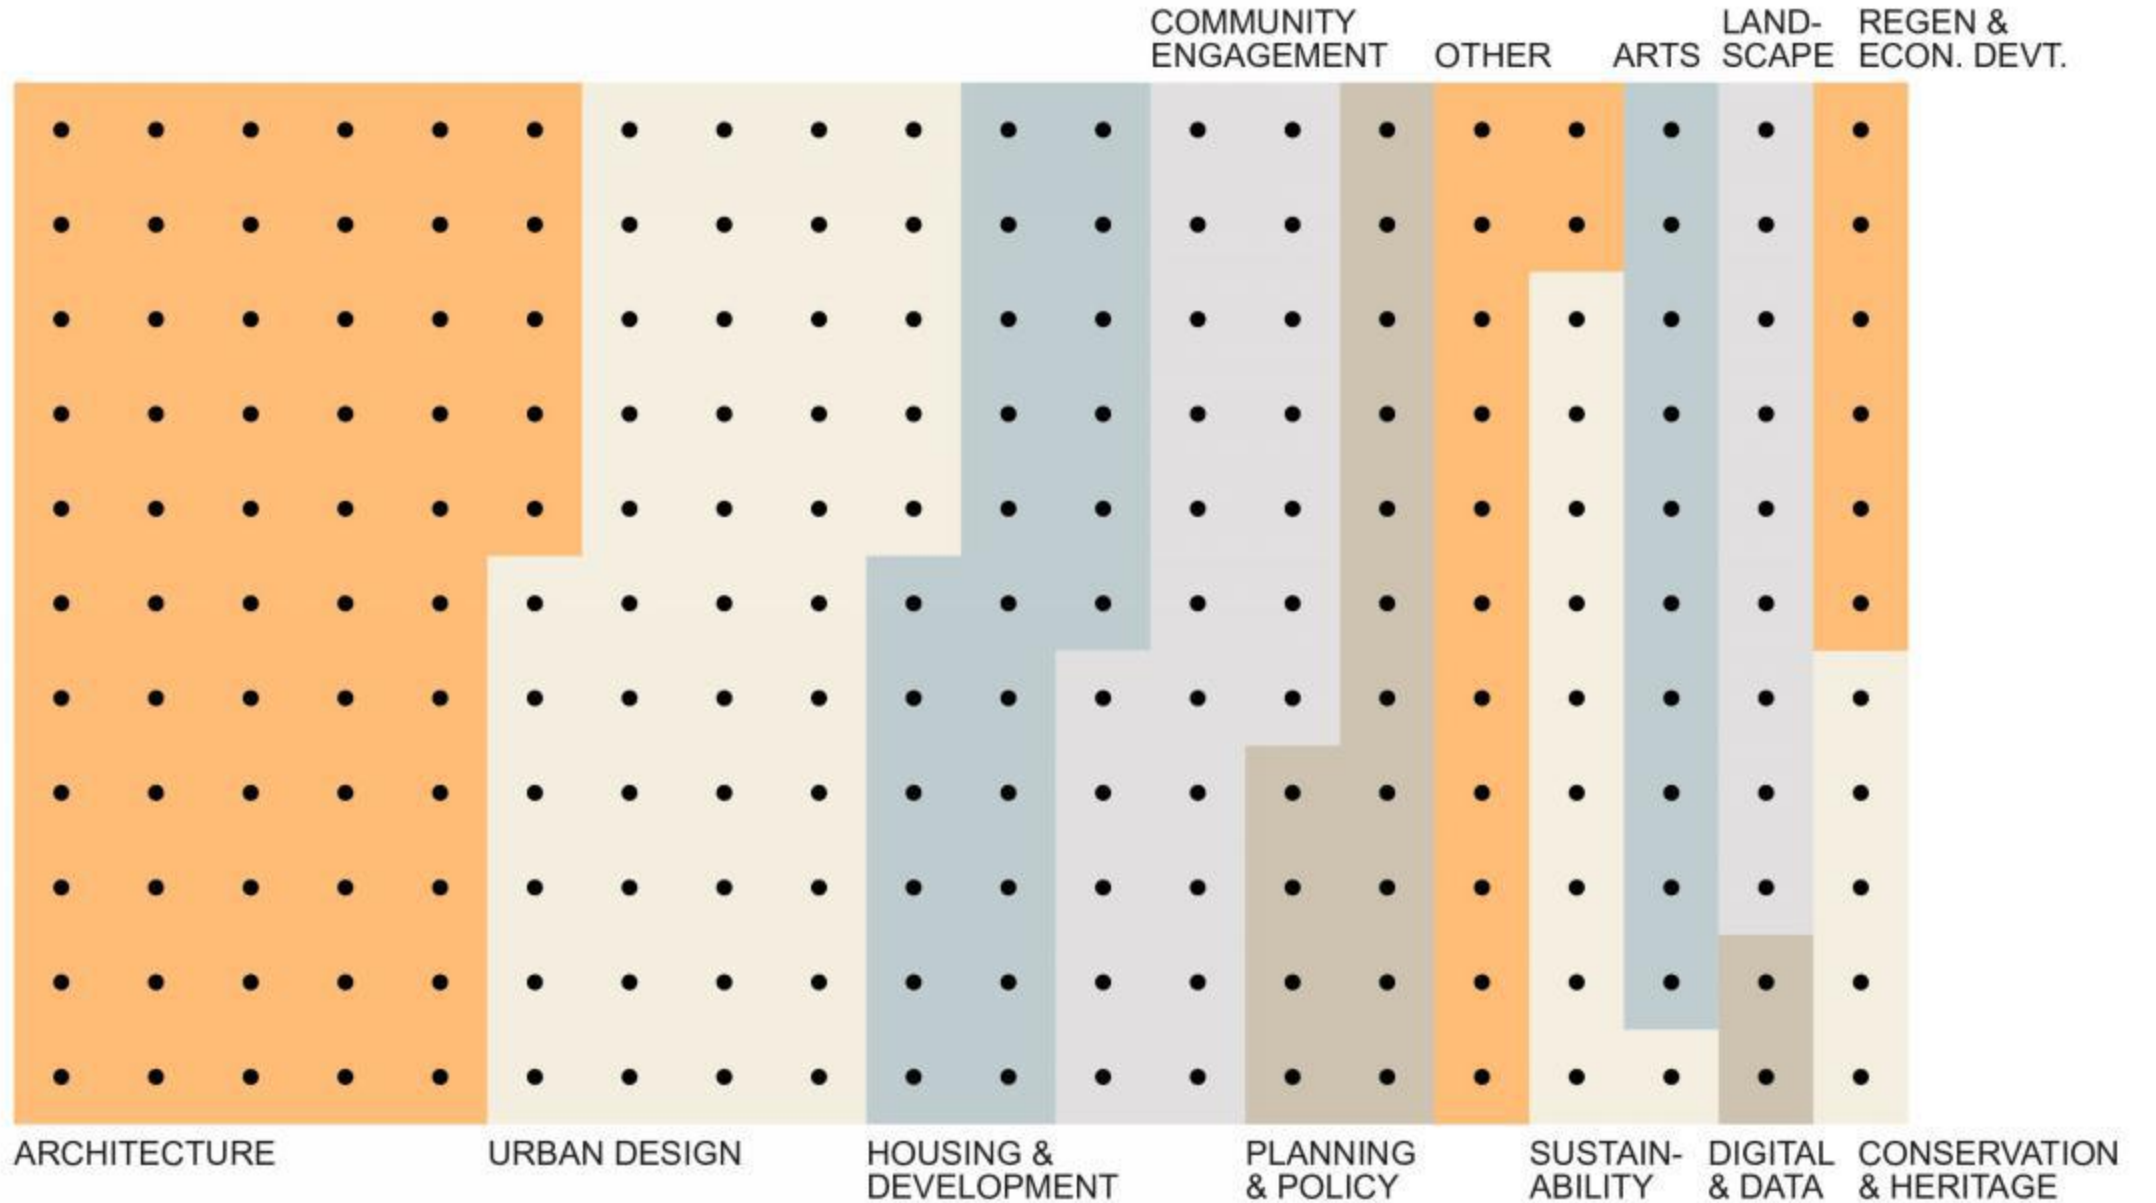 COMMUNITY
ENGAGEMENT
OTHER
ARTS
LAND-
SCAPE
REGEN &
ECON. DEVT.
ARCHITECTURE
URBAN DESIGN
HOUSING &
DEVELOPMENT
PLANNING
& POLICY
SUSTAIN-
ABILITY
DIGITAL
& DATA
CONSERVATION
& HERITAGE